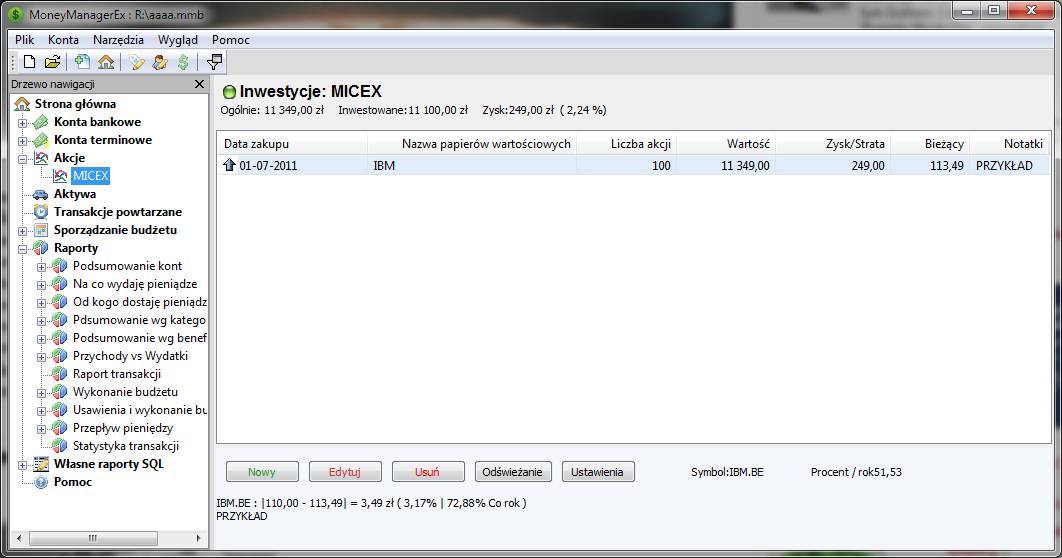 MoneyManagerEx : R:\aaaa.mmb
Plik Konta Narzędzia Wygląd Pomoc
Drzewo nawigacji
Strona główna
Konta bankowe
Konta terminowe
Akcje
MICEX
Aktywa
Transakcje powtarzane
Sporządzanie budżetu
Raporty
Podsumowanie kont
Na co wydaję pieniądze
Od kogo dostaję pieniądz
Pdsumowanie wg katego
Podsumowanie wg benef
Przychody vs Wydatki
Raport transakcji
Wykonanie budżetu
Usawienia i wykonanie bu
Przepływ pieniędzy
Statystyka transakcji
Własne raporty SQL
Pomoc
Inwestycje: MICEX
Ogólnie: 11 349,00 zł Inwestowane:11 100,00 zł Zysk:249,00 zł ( 2,24 %)
Data zakupu Nazwa papierów wartościowych Liczba akcji Wartość Zysk/Strata Bieżący Notatki
01-07-2011 IBM 100 11 349,00 249,00 113,49 PRZYKŁAD
Nowy Edytuj Usuń Odświeżanie Ustawienia Symbol:IBM.BE Procent / rok51,53
IBM.BE : |110,00 - 113,49| = 3,49 zł ( 3,17% | 72,88% Co rok )
PRZYKŁAD